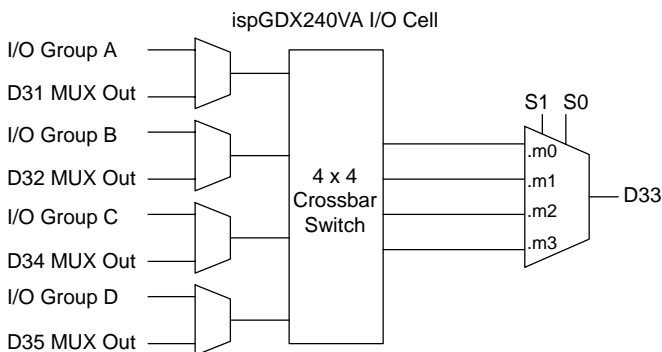 ispGDX240VA I/O Cell
I/O Group A
D31 MUX Out
I/O Group B
D32 MUX Out
I/O Group C
D34 MUX Out
I/O Group D
D35 MUX Out
4 x 4
Crossbar
Switch
S1 S0
.m0
.m1
.m2
.m3
D33